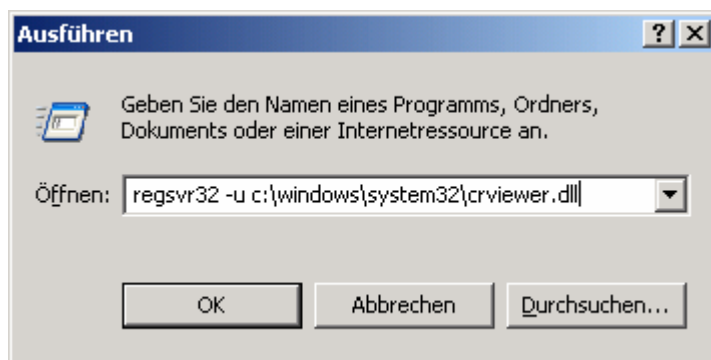 Ausführen
Geben Sie den Namen eines Programms, Ordners,
Dokuments oder einer Internetressource an.
Öffnen: regsvr32 -u c:\windows\system32\crviewer.dll
OK Abbrechen Durchsuchen...